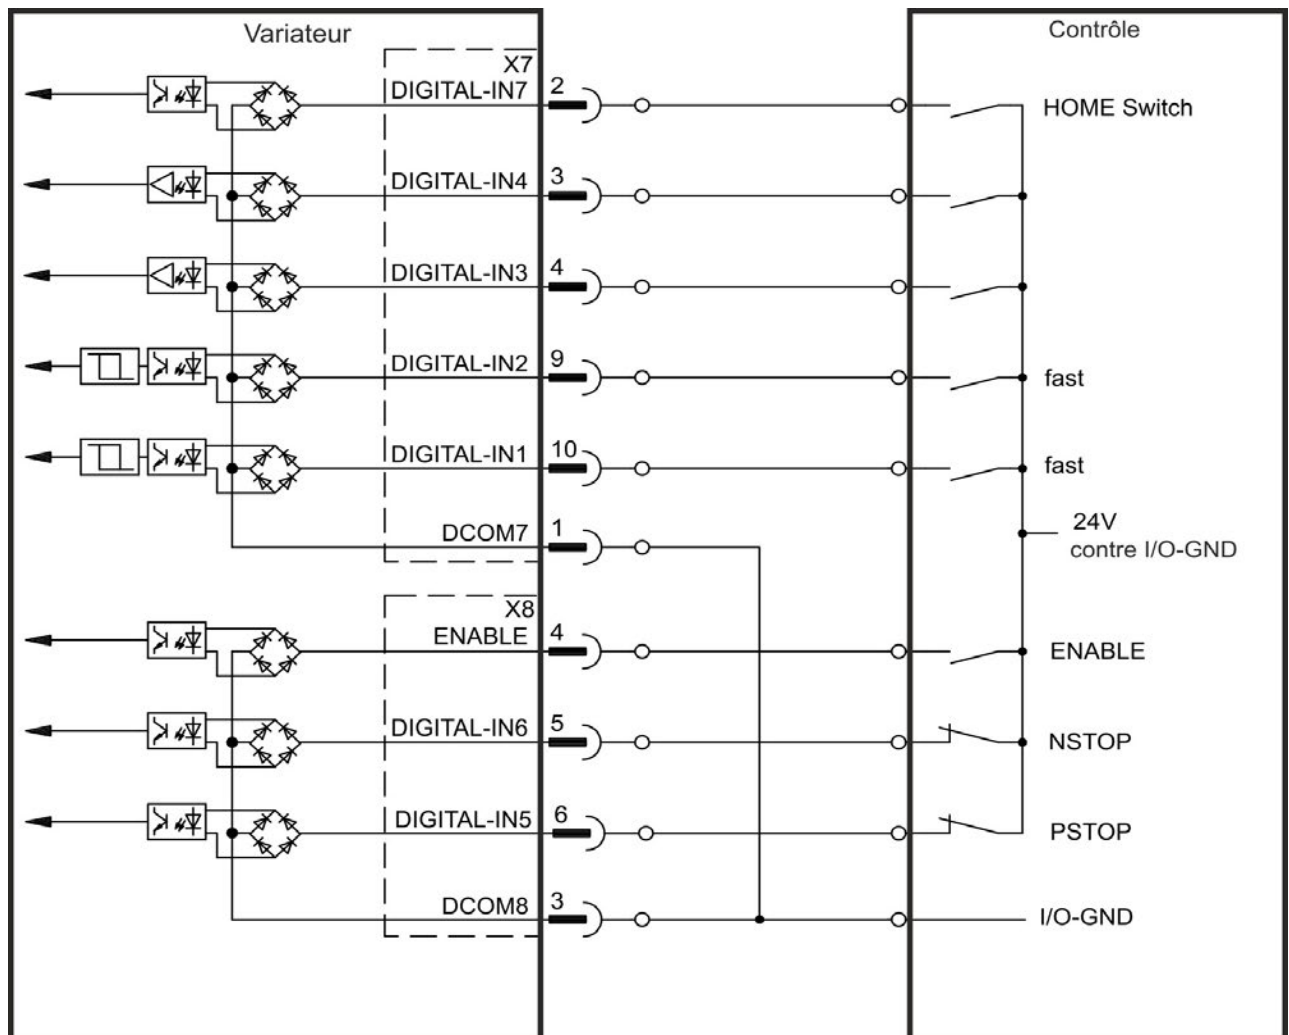 Variateur
Contrôle
X7
DIGITAL-IN7 2
HOME Switch
DIGITAL-IN4 3
DIGITAL-IN3 4
DIGITAL-IN2 9
fast
DIGITAL-IN1 10
fast
DCOM7 1
24V
contre I/O-GND
X8
ENABLE 4
ENABLE
DIGITAL-IN6 5
NSTOP
DIGITAL-IN5 6
PSTOP
DCOM8 3
I/O-GND